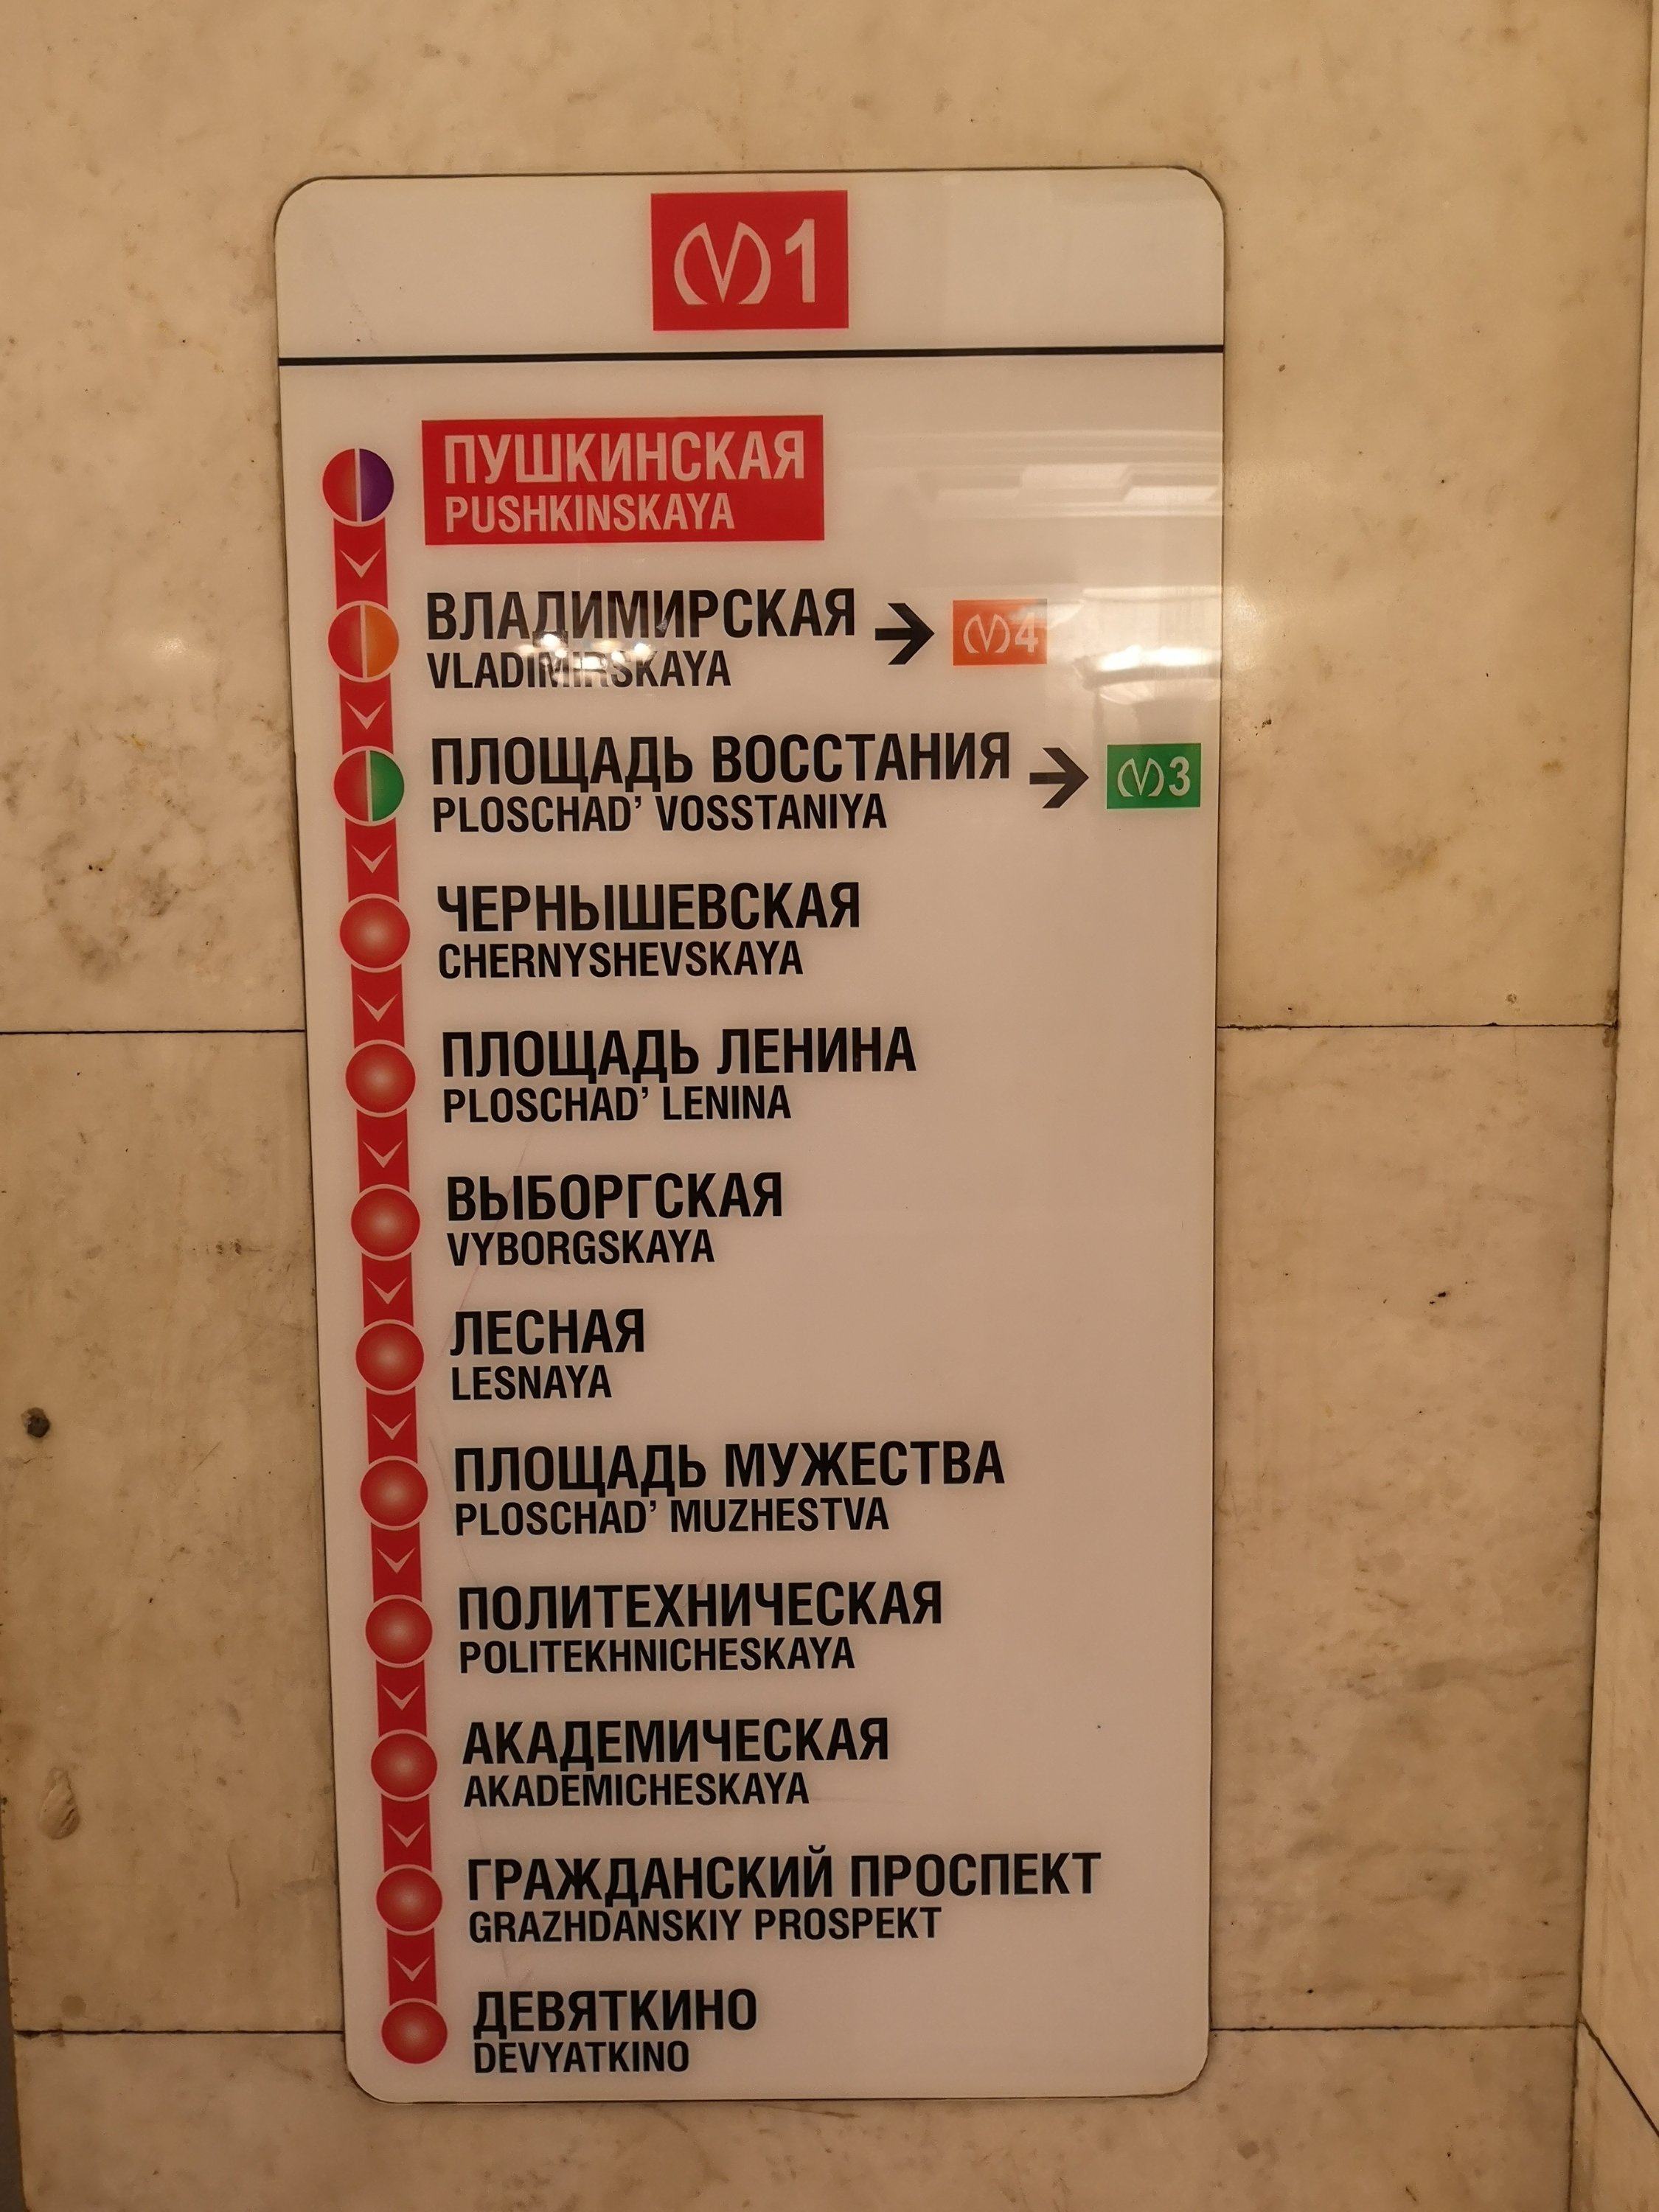 1
ПУШКИНСКАЯ
PUSHKINSKAYA
ВЛАДИМИРСКАЯ → 4
VLADIMIRSKAYA
ПЛОЩАДЬ ВОССТАНИЯ → 3
PLOSCHAD’ VOSSTANIYA
ЧЕРНЫШЕВСКАЯ
CHERNYSHEVSKAYA
ПЛОЩАДЬ ЛЕНИНА
PLOSCHAD’ LENINA
ВЫБОРГСКАЯ
VYBORGSKAYA
ЛЕСНАЯ
LESNAYA
ПЛОЩАДЬ МУЖЕСТВА
PLOSCHAD’ MUZHESTVA
ПОЛИТЕХНИЧЕСКАЯ
POLITEKHNICHESKAYA
АКАДЕМИЧЕСКАЯ
AKADEMICHESKAYA
ГРАЖДАНСКИЙ ПРОСПЕКТ
GRAZHDANSKIY PROSPEKT
ДЕВЯТКИНО
DEVYATKINO